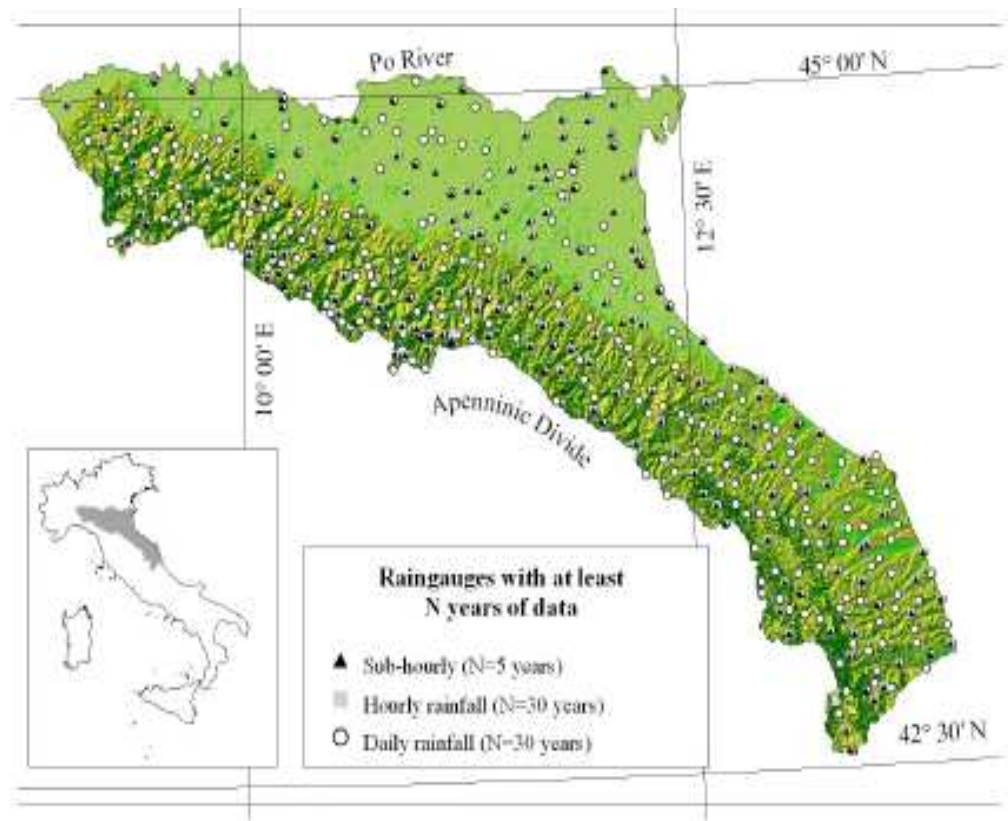 Po River
45° 00' N
12° 30' E
10° 00' E
Apenninic Divide
Raingauges with at least
N years of data
Sub-hourly (N=5 years)
Hourly rainfall (N=30 years)
Daily rainfall (N=30 years)
42° 30' N